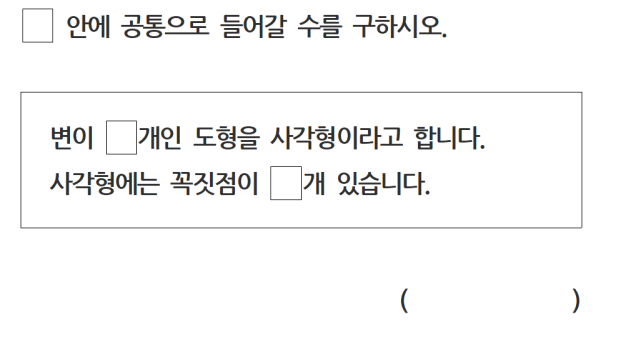 □ 안에 공통으로 들어갈 수를 구하시오.
변이 □개인 도형을 사각형이라고 합니다.
사각형에는 꼭짓점이 □개 있습니다.
( )